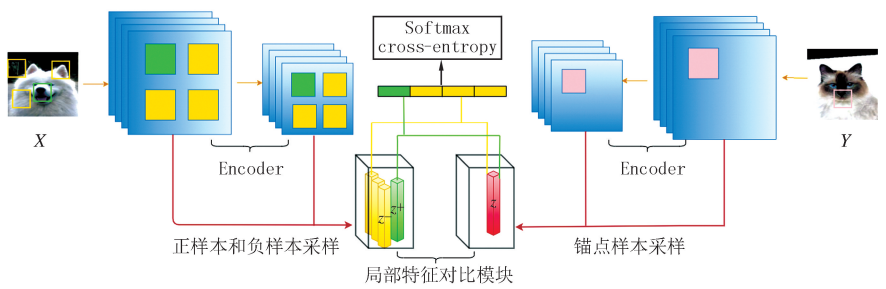 Softmax
cross-entropy
X
Y
Encoder
Encoder
z-
z+
z
正样本和负样本采样
锚点样本采样
局部特征对比模块